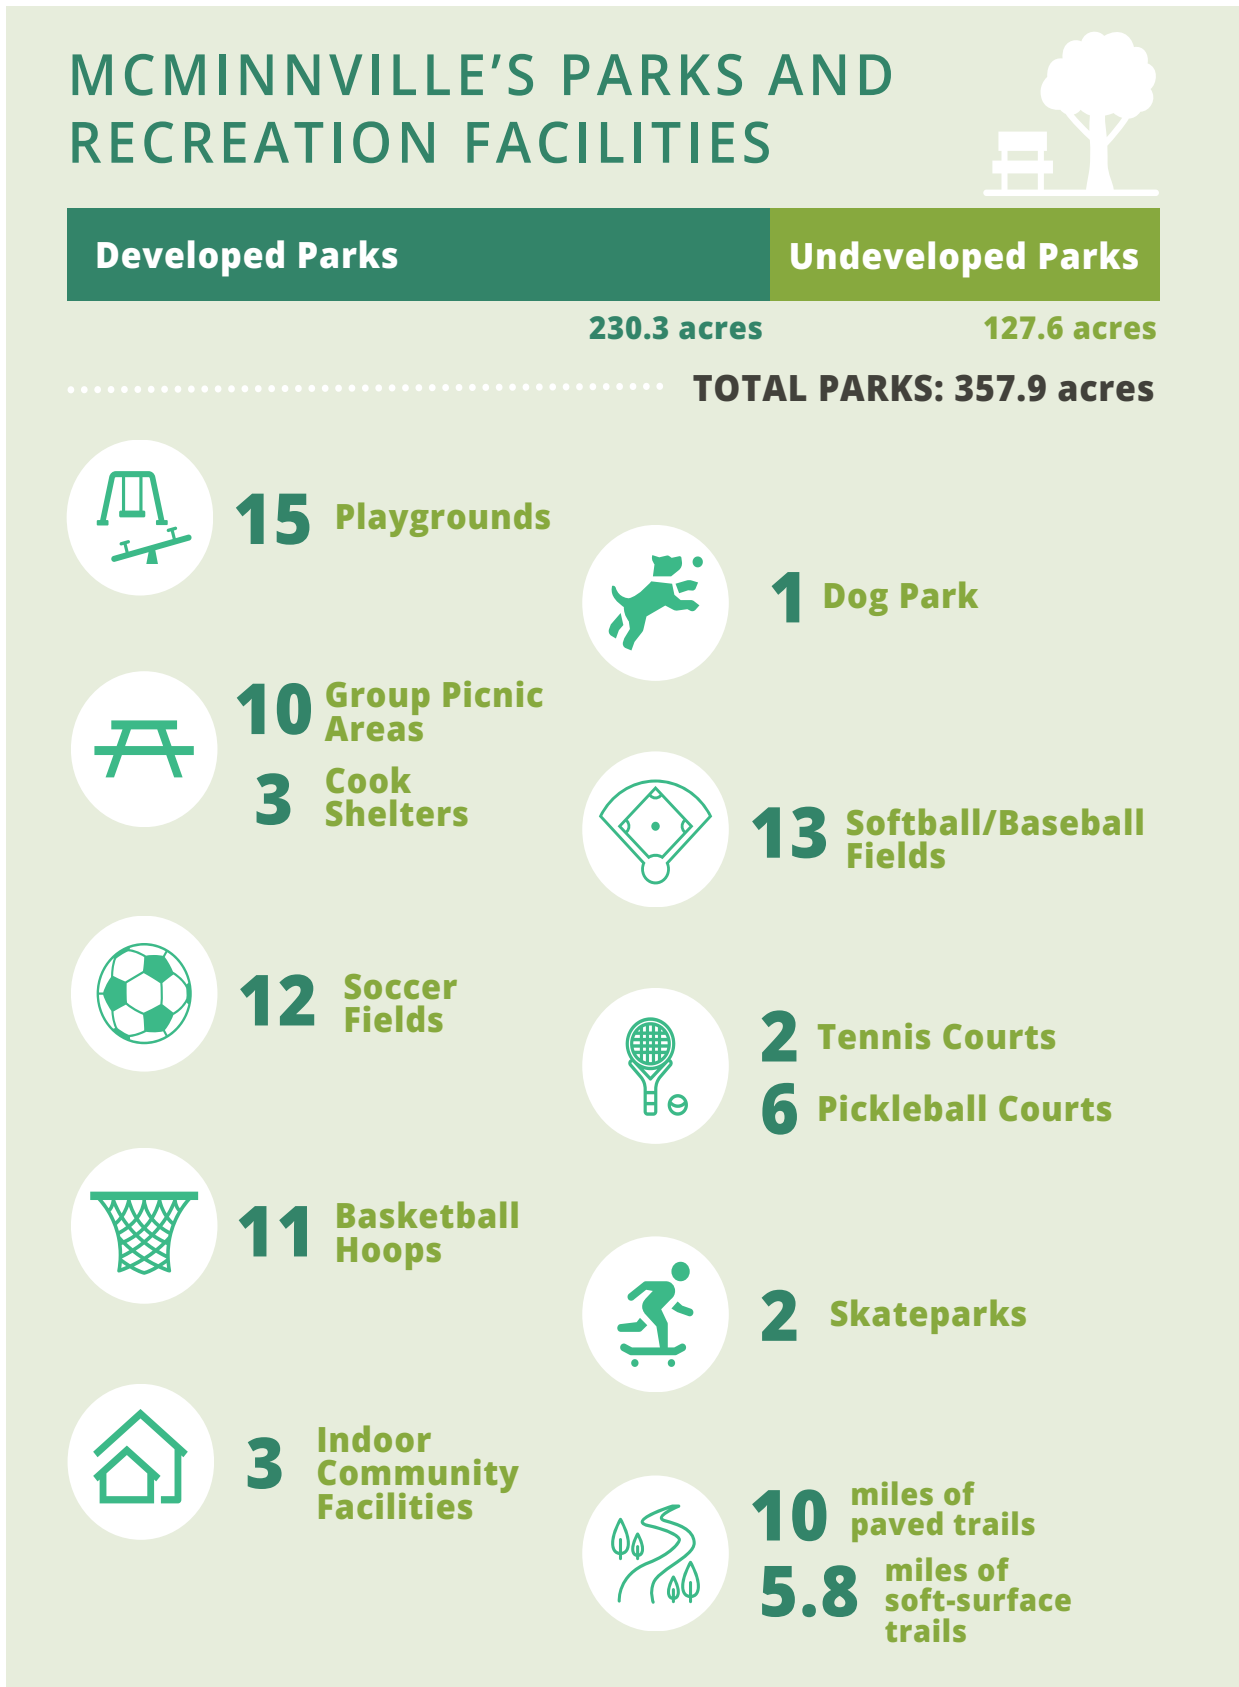 MCMINNVILLE’S PARKS AND
RECREATION FACILITIES
Developed Parks
Undeveloped Parks
230.3 acres
127.6 acres
TOTAL PARKS: 357.9 acres
15 Playgrounds
1 Dog Park
10 Group Picnic
Areas
3 Cook
Shelters
13 Softball/Baseball
Fields
12 Soccer
Fields
2 Tennis Courts
6 Pickleball Courts
11 Basketball
Hoops
2 Skateparks
3 Indoor
Community
Facilities
10 miles of
paved trails
5.8 miles of
soft-surface
trails